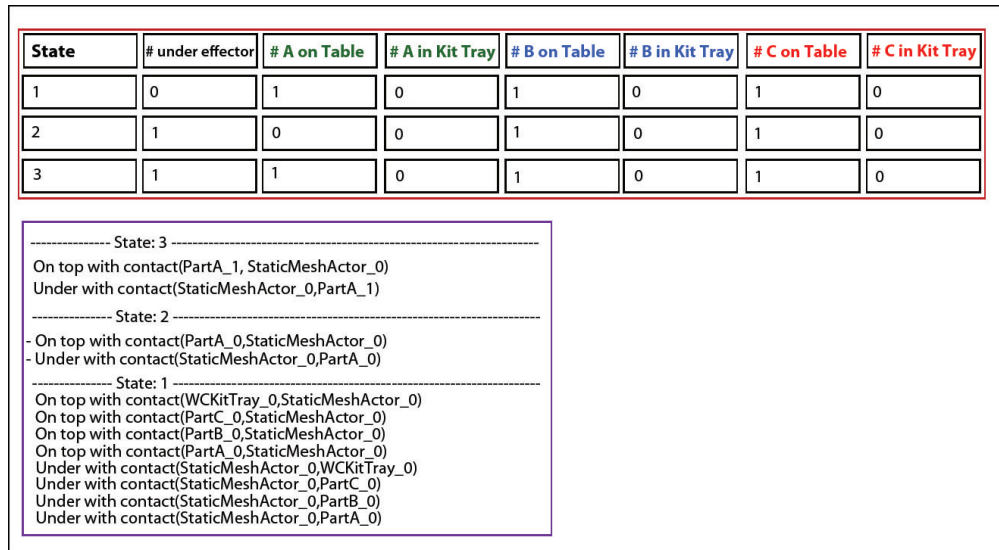 State # under effector # A on Table # A in Kit Tray # B on Table # B in Kit Tray # C on Table # C in Kit Tray
1 0 1 0 1 0 1 0
2 1 0 0 1 0 1 0
3 1 1 0 1 0 1 0
--------------- State: 3 ---------------------------------------------------------------------
On top with contact(PartA_1, StaticMeshActor_0)
Under with contact(StaticMeshActor_0,PartA_1)
--------------- State: 2 ---------------------------------------------------------------------
- On top with contact(PartA_0,StaticMeshActor_0)
- Under with contact(StaticMeshActor_0,PartA_0)
--------------- State: 1 ---------------------------------------------------------------------
On top with contact(WCKitTray_0,StaticMeshActor_0)
On top with contact(PartC_0,StaticMeshActor_0)
On top with contact(PartB_0,StaticMeshActor_0)
On top with contact(PartA_0,StaticMeshActor_0)
Under with contact(StaticMeshActor_0,WCKitTray_0)
Under with contact(StaticMeshActor_0,PartC_0)
Under with contact(StaticMeshActor_0,PartB_0)
Under with contact(StaticMeshActor_0,PartA_0)